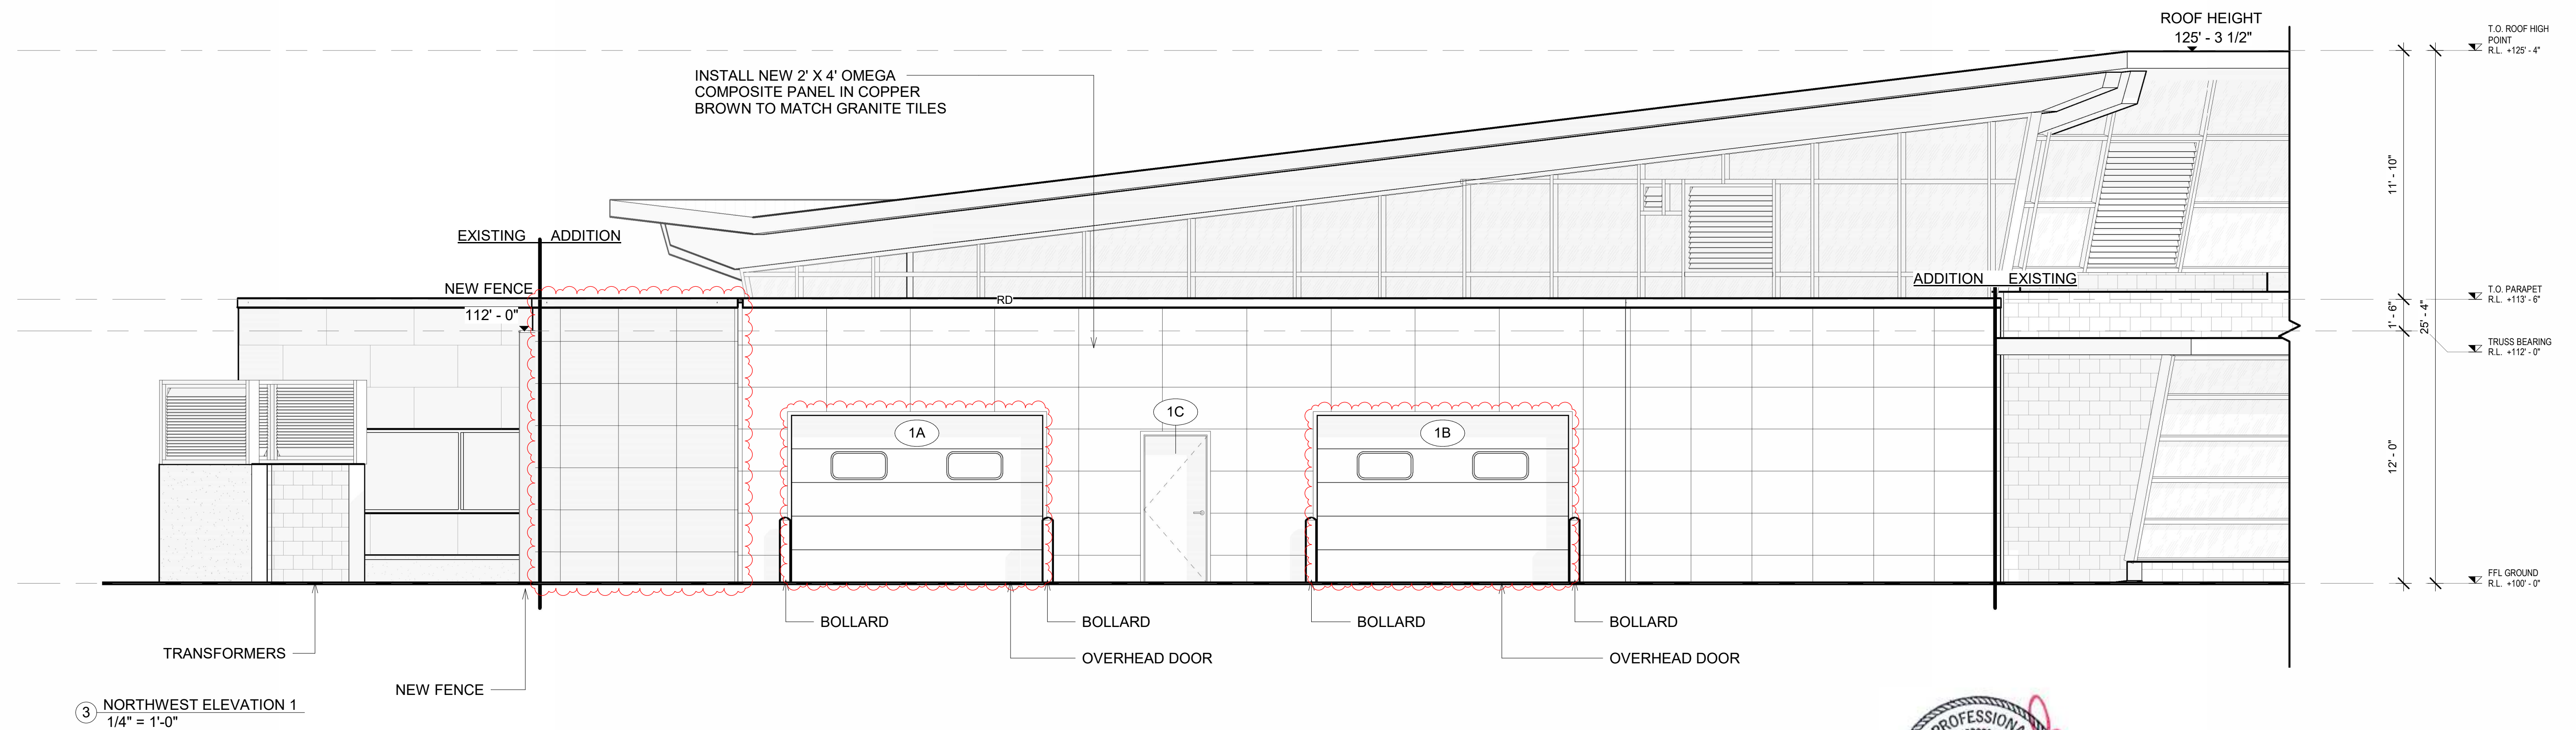 ROOF HEIGHT
125' - 3 1/2"
T.O. ROOF HIGH
POINT
R.L. +125' - 4"
INSTALL NEW 2' X 4' OMEGA
COMPOSITE PANEL IN COPPER
BROWN TO MATCH GRANITE TILES
11' - 10"
EXISTING ADDITION
ADDITION EXISTING
NEW FENCE
RD
T.O. PARAPET
R.L. +113' - 6"
112' - 0"
1' - 6"
25' - 4"
TRUSS BEARING
R.L. +112' - 0"
1A
1C
1B
12' - 0"
FFL GROUND
R.L. +100' - 0"
BOLLARD
BOLLARD
BOLLARD
BOLLARD
TRANSFORMERS
OVERHEAD DOOR
OVERHEAD DOOR
NEW FENCE
3
NORTHWEST ELEVATION 1
1/4" = 1'-0"